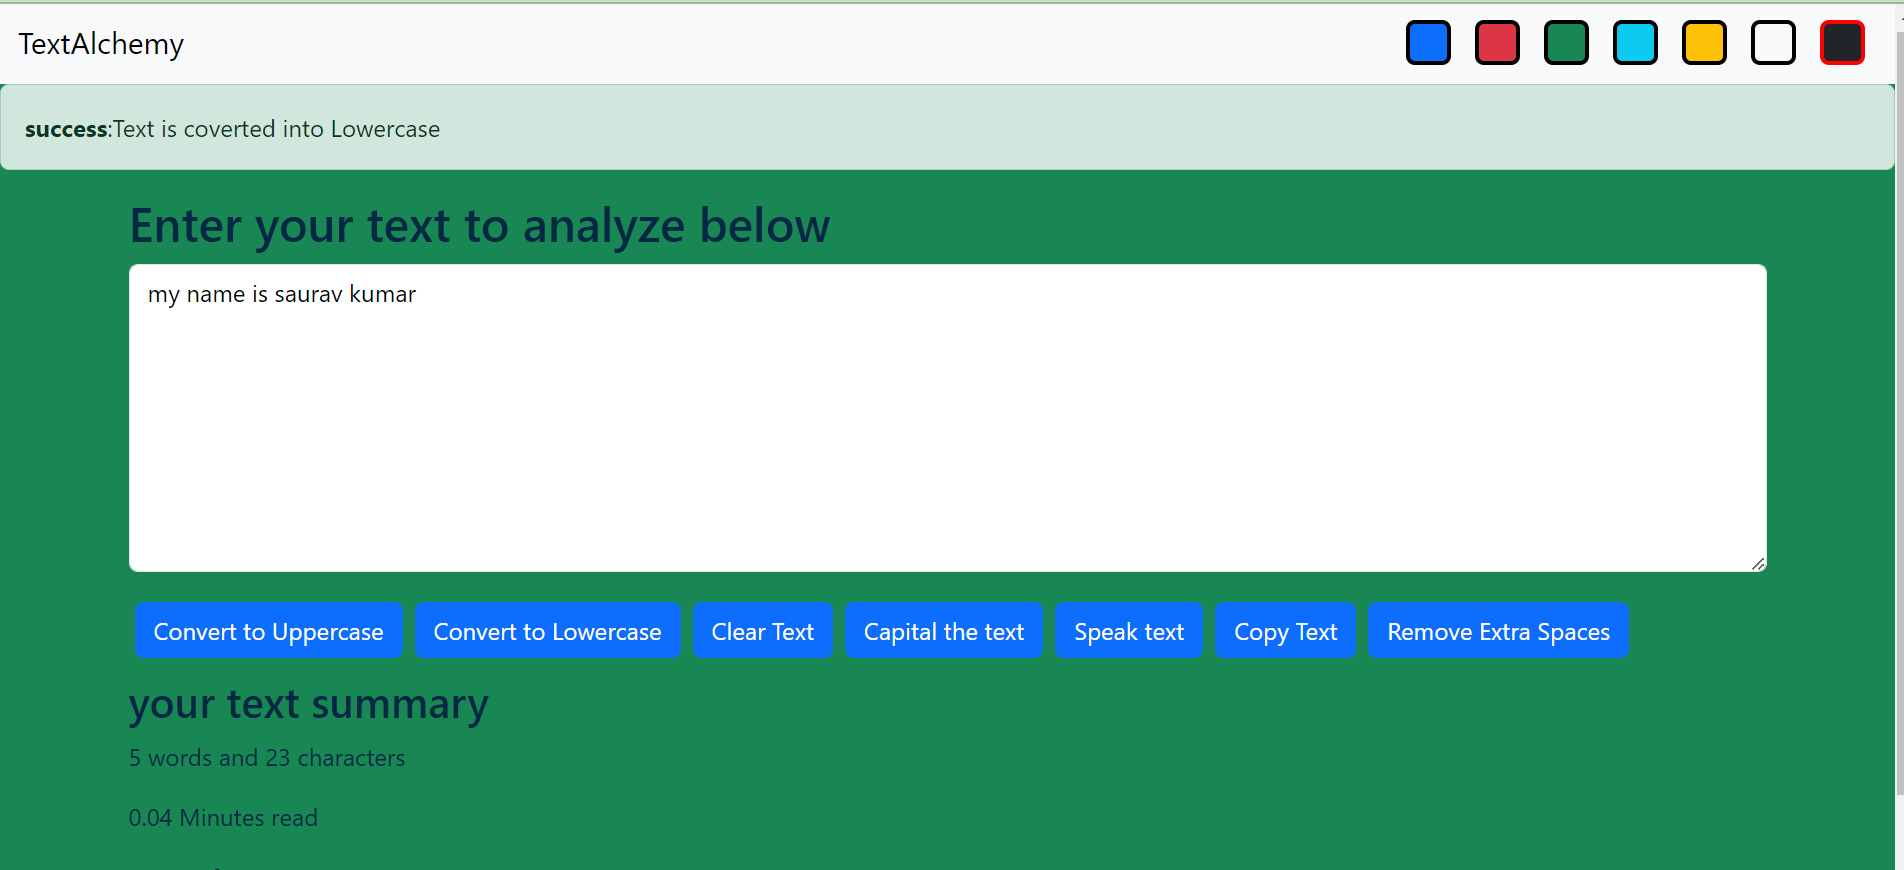 TextAlchemy
success:Text is coverted into Lowercase
Enter your text to analyze below
my name is saurav kumar
Convert to Uppercase Convert to Lowercase Clear Text Capital the text Speak text Copy Text Remove Extra Spaces
your text summary
5 words and 23 characters
0.04 Minutes read